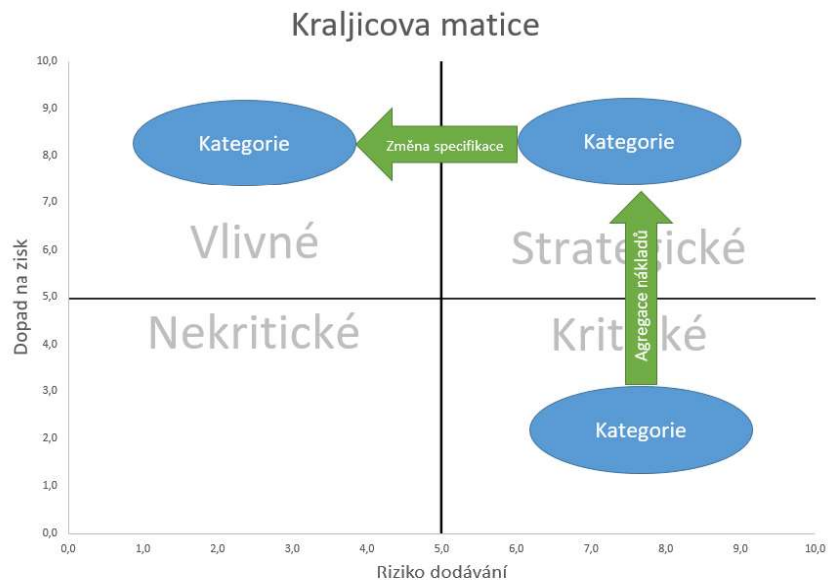 Kraljicova matice
10,0
9,0
8,0
7,0
6,0
5,0
4,0
3,0
2,0
1,0
0,0
Dopad na zisk
Kategorie
Změna specifikace
Kategorie
Vlivné
Strategické
Agregace nákladů
Nekritické
Kritické
Kategorie
0,0 1,0 2,0 3,0 4,0 5,0 6,0 7,0 8,0 9,0 10,0
Riziko dodávání